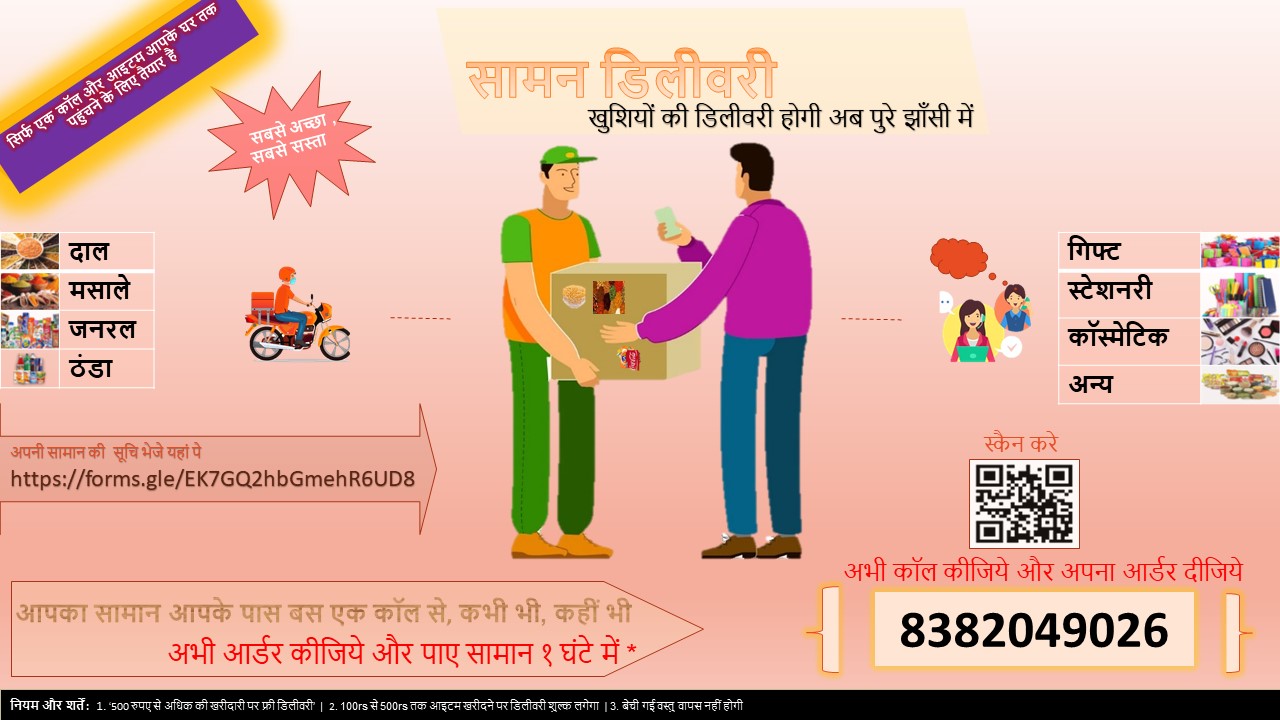 सिर्फ एक कॉल और आइटम आपके घर तक
पहुंचने के लिए तैयार है
सबसे अच्छा ,
सबसे सस्ता
सामन डिलीवरी
खुशियों की डिलीवरी होगी अब पुरे झाँसी में
दाल
मसाले
जनरल
ठंडा
गिफ्ट
स्टेशनरी
कॉस्मेटिक
अन्य
अपनी सामान की सूचि भेजे यहां पे
https://forms.gle/EK7GQ2hbGmehR6UD8
स्कैन करे
अभी कॉल कीजिये और अपना आर्डर दीजिये
8382049026
आपका सामान आपके पास बस एक कॉल से, कभी भी, कहीं भी
अभी आर्डर कीजिये और पाए सामान १ घंटे में *
नियम और शर्तें : 1. ‘500 रुपए से अधिक की खरीदारी पर फ्री डिलीवरी’ | 2. 100rs से 500rs तक आइटम खरीदने पर डिलीवरी शुल्क लगेगा | 3. बेची गई वस्तु वापस नहीं होगी